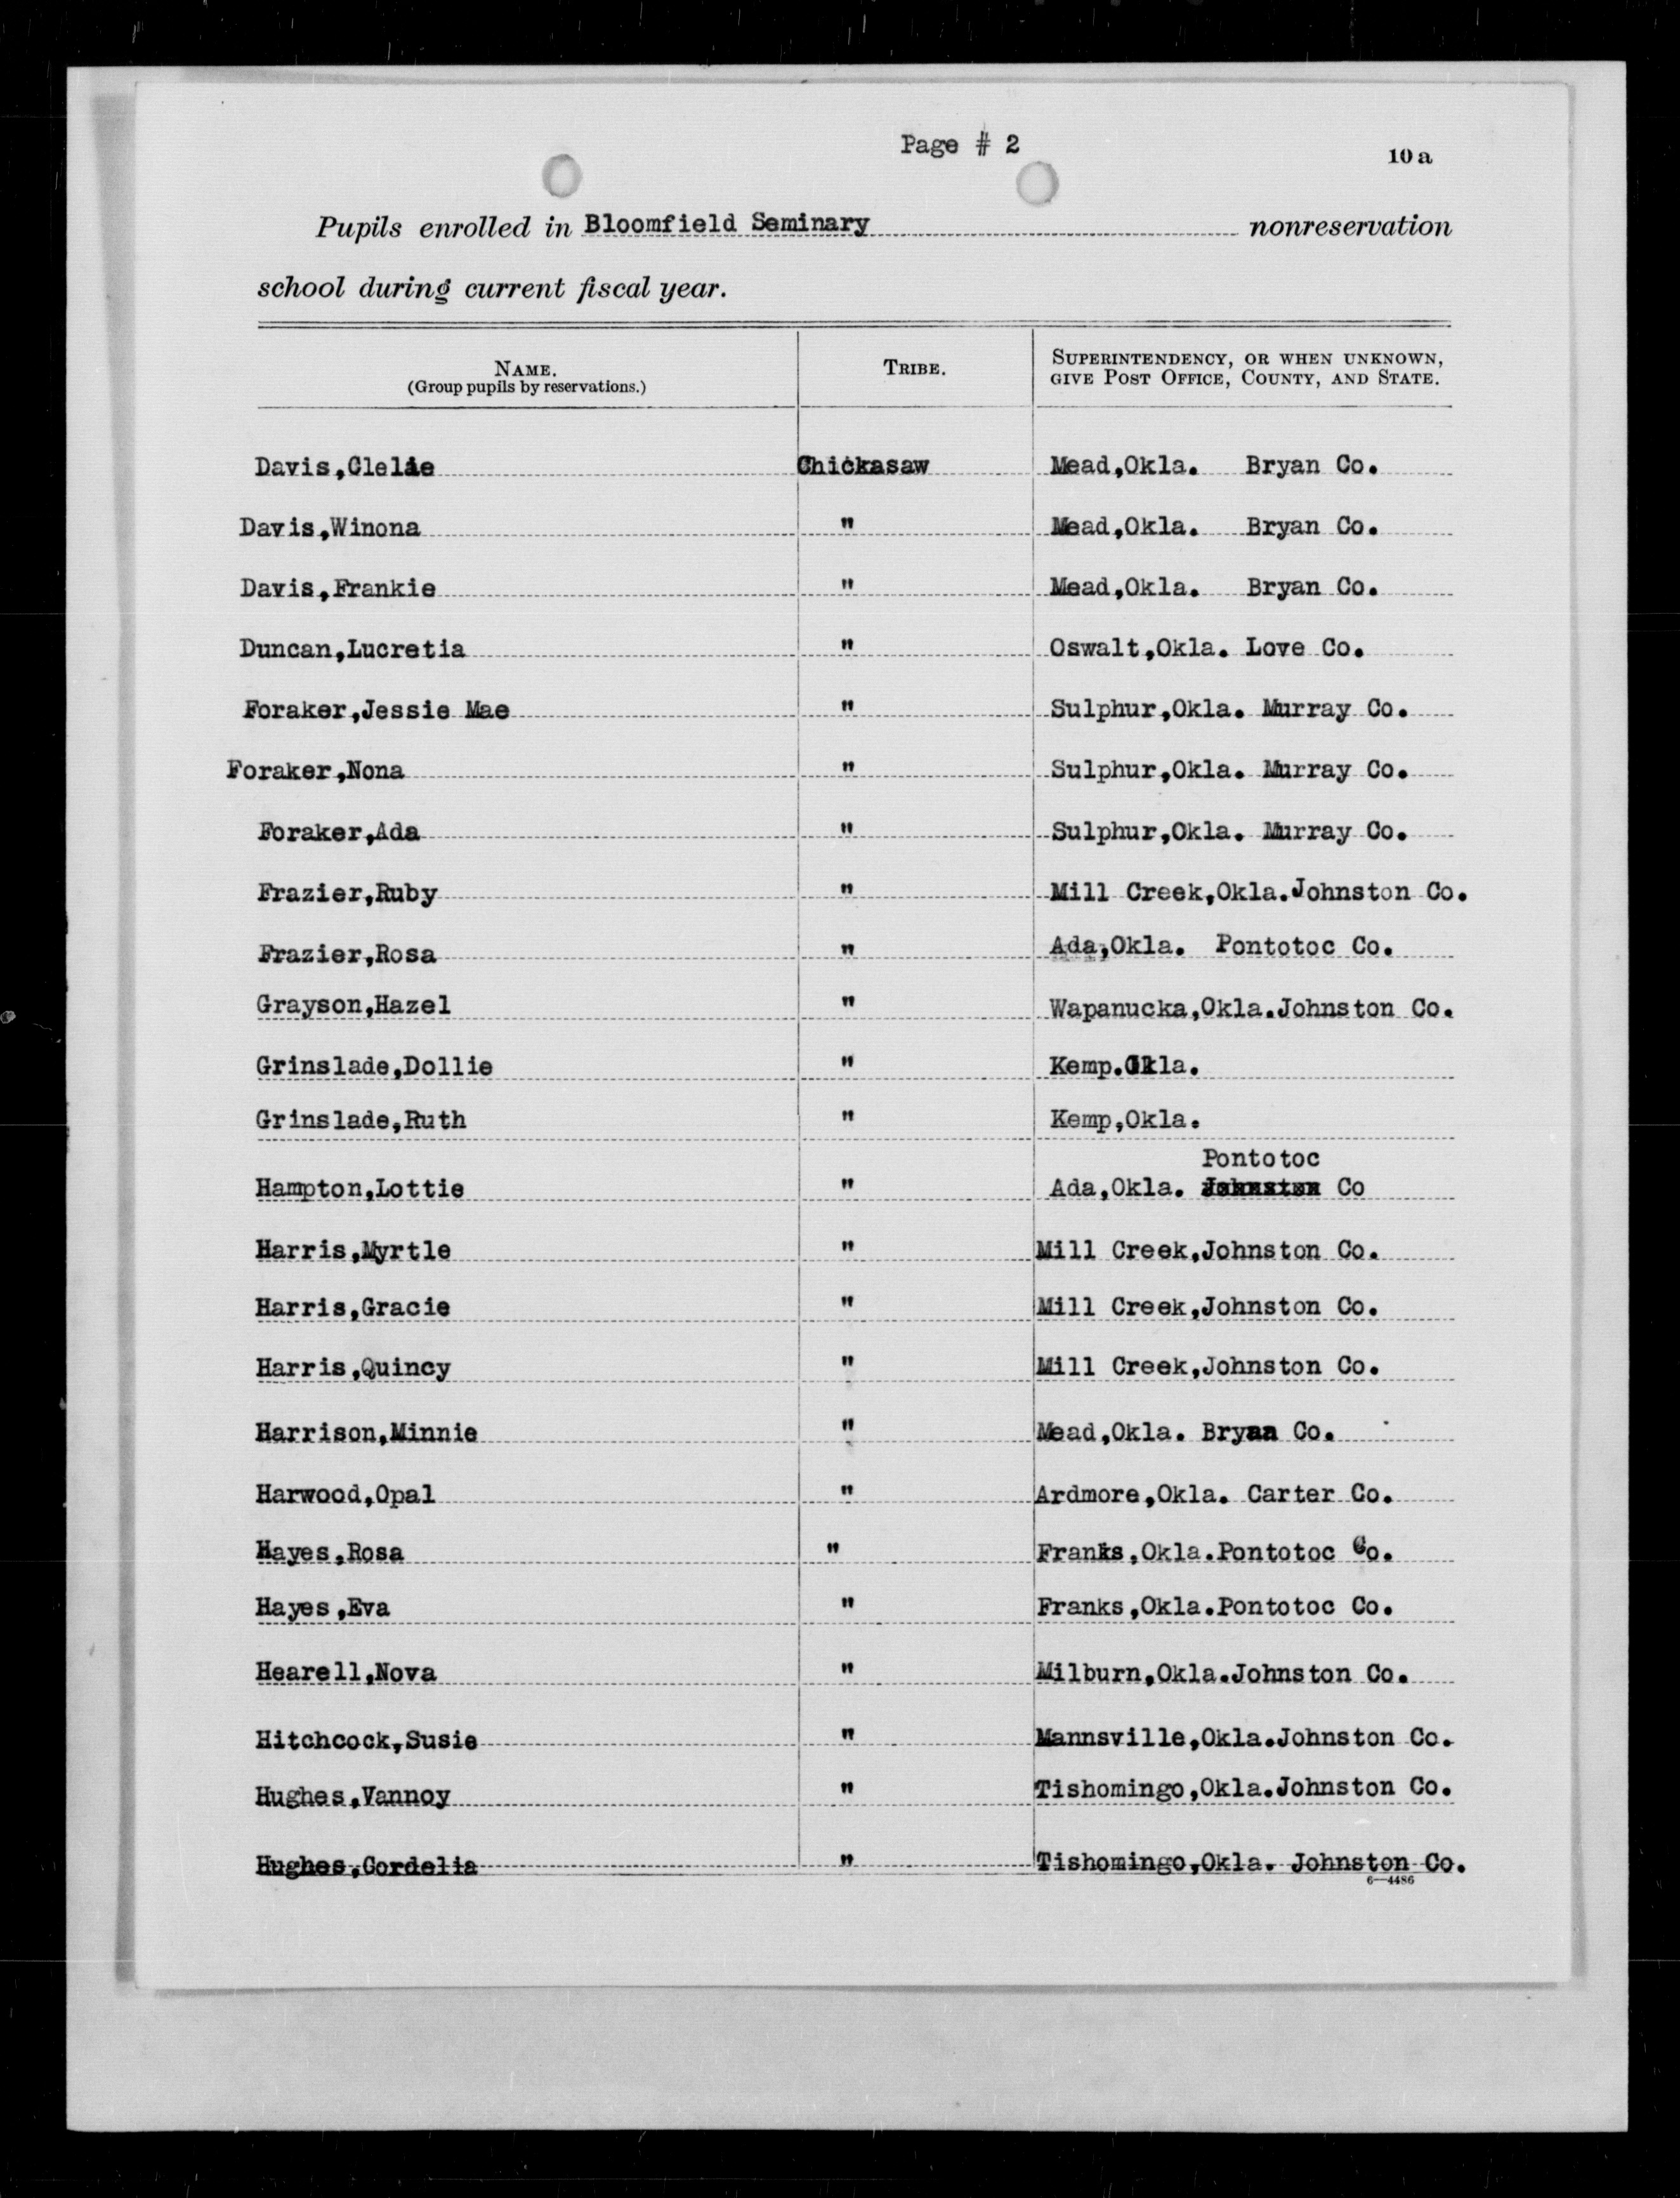 Page # 2
10 a
Pupils enrolled in Bloomfield Seminary nonreservation
school during current fiscal year.
NAME. TRIBE. SUPERINTENDENCY, OR WHEN UNKNOWN,
(Group pupils by reservations.) GIVE POST OFFICE, COUNTY, AND STATE.
Davis,Clelie Chickasaw Mead,Okla. Bryan Co.
Davis,Winona " Mead,Okla. Bryan Co.
Davis,Frankie " Mead,Okla. Bryan Co.
Duncan,Lucretia " Oswalt,Okla. Love Co.
Foraker,Jessie Mae " Sulphur,Okla. Murray Co.
Foraker,Nona " Sulphur,Okla. Murray Co.
Foraker,Ada " Sulphur,Okla. Murray Co.
Frazier,Ruby " Mill Creek,Okla.Johnston Co.
Frazier,Rosa " Ada,Okla. Pontotoc Co.
Grayson,Hazel " Wapanucka,Okla.Johnston Co.
Grinslade,Dollie " Kemp.Okla.
Grinslade,Ruth " Kemp,Okla.
Pontotoc
Hampton,Lottie " Ada,Okla. Johnston Co
Harris,Myrtle " Mill Creek,Johnston Co.
Harris,Gracie " Mill Creek,Johnston Co.
Harris,Quincy " Mill Creek,Johnston Co.
Harrison,Minnie " Mead,Okla. Bryan Co.
Harwood,Opal " Ardmore,Okla. Carter Co.
Hayes,Rosa " Franks,Okla.Pontotoc Co.
Hayes,Eva " Franks,Okla.Pontotoc Co.
Hearell,Nova " Milburn,Okla.Johnston Co.
Hitchcock,Susie " Mannsville,Okla.Johnston Co.
Hughes,Vannoy " Tishomingo,Okla.Johnston Co.
Hughes,Cordelia " Tishomingo,Okla. Johnston Co.
6—4486